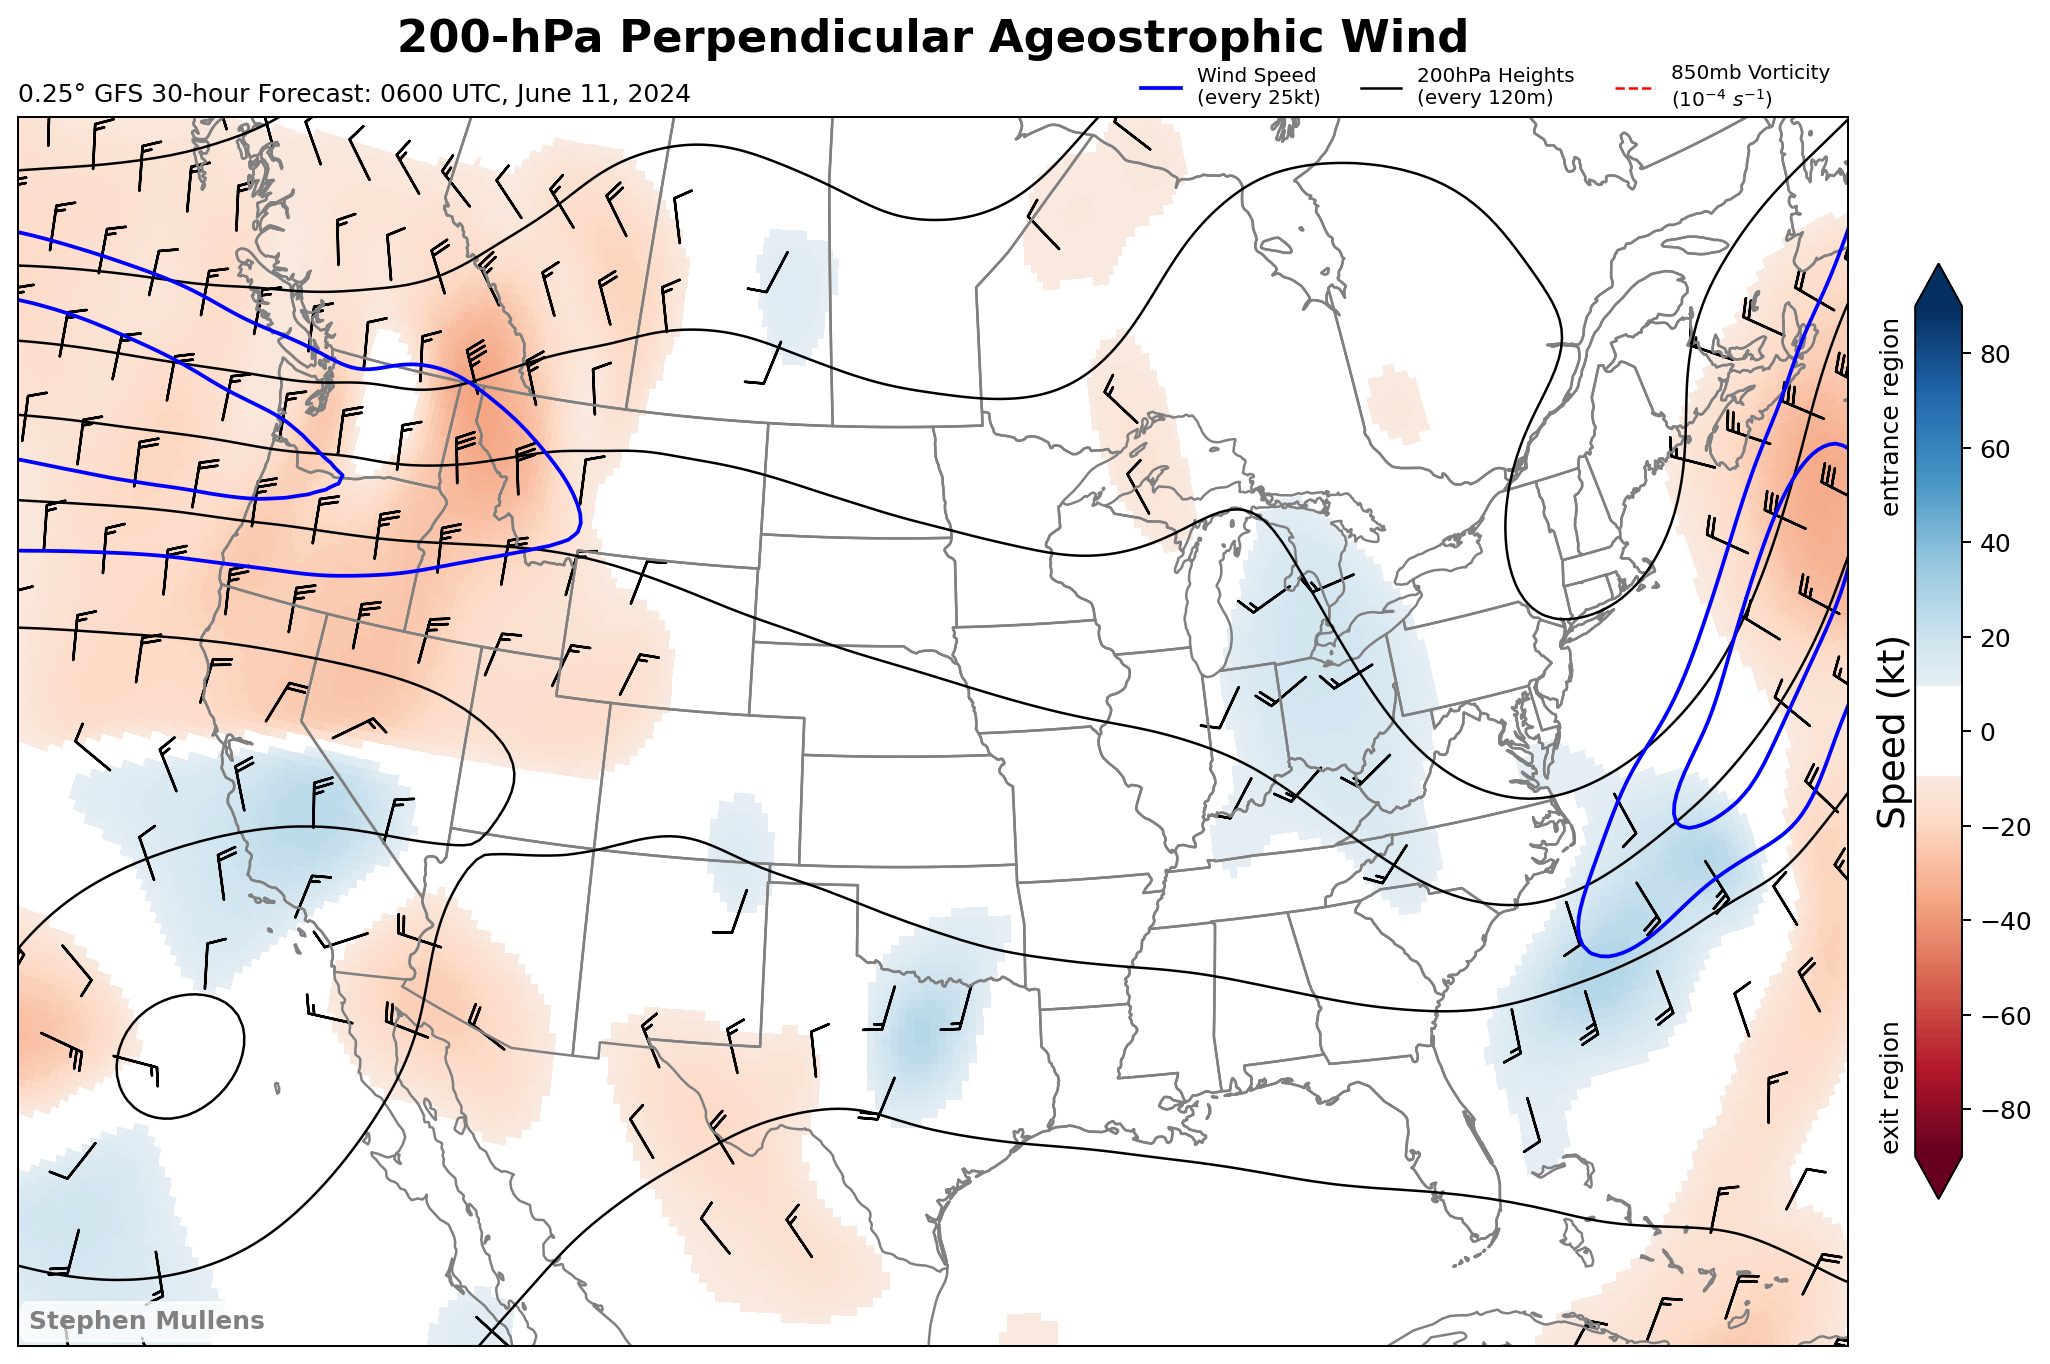 200-hPa Perpendicular Ageostrophic Wind
0.25° GFS 30-hour Forecast: 0600 UTC, June 11, 2024
Wind Speed
(every 25kt)
200hPa Heights
(every 120m)
850mb Vorticity
(10⁻⁴ s⁻¹)
entrance region
exit region
Speed (kt)
80
60
40
20
0
−20
−40
−60
−80
Stephen Mullens